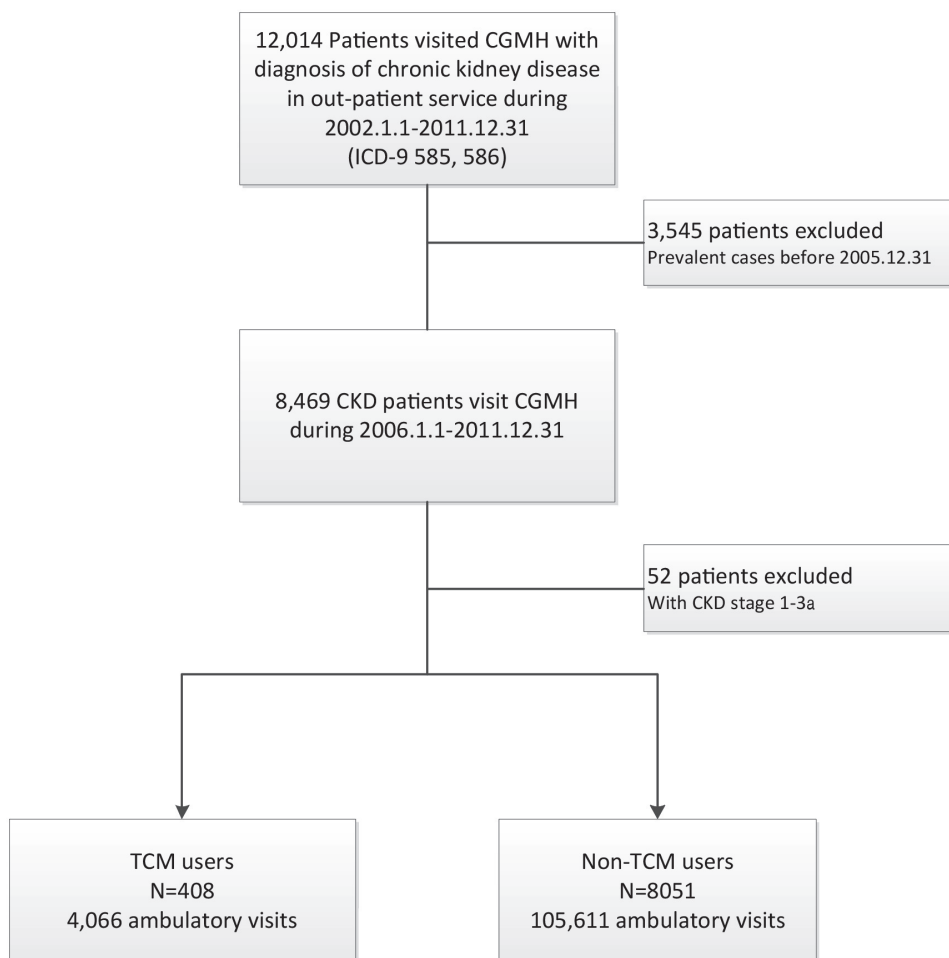 12,014 Patients visited CGMH with
diagnosis of chronic kidney disease
in out-patient service during
2002.1.1-2011.12.31
(ICD-9 585, 586)
3,545 patients excluded
Prevalent cases before 2005.12.31
8,469 CKD patients visit CGMH
during 2006.1.1-2011.12.31
52 patients excluded
With CKD stage 1-3a
TCM users
N=408
4,066 ambulatory visits
Non-TCM users
N=8051
105,611 ambulatory visits